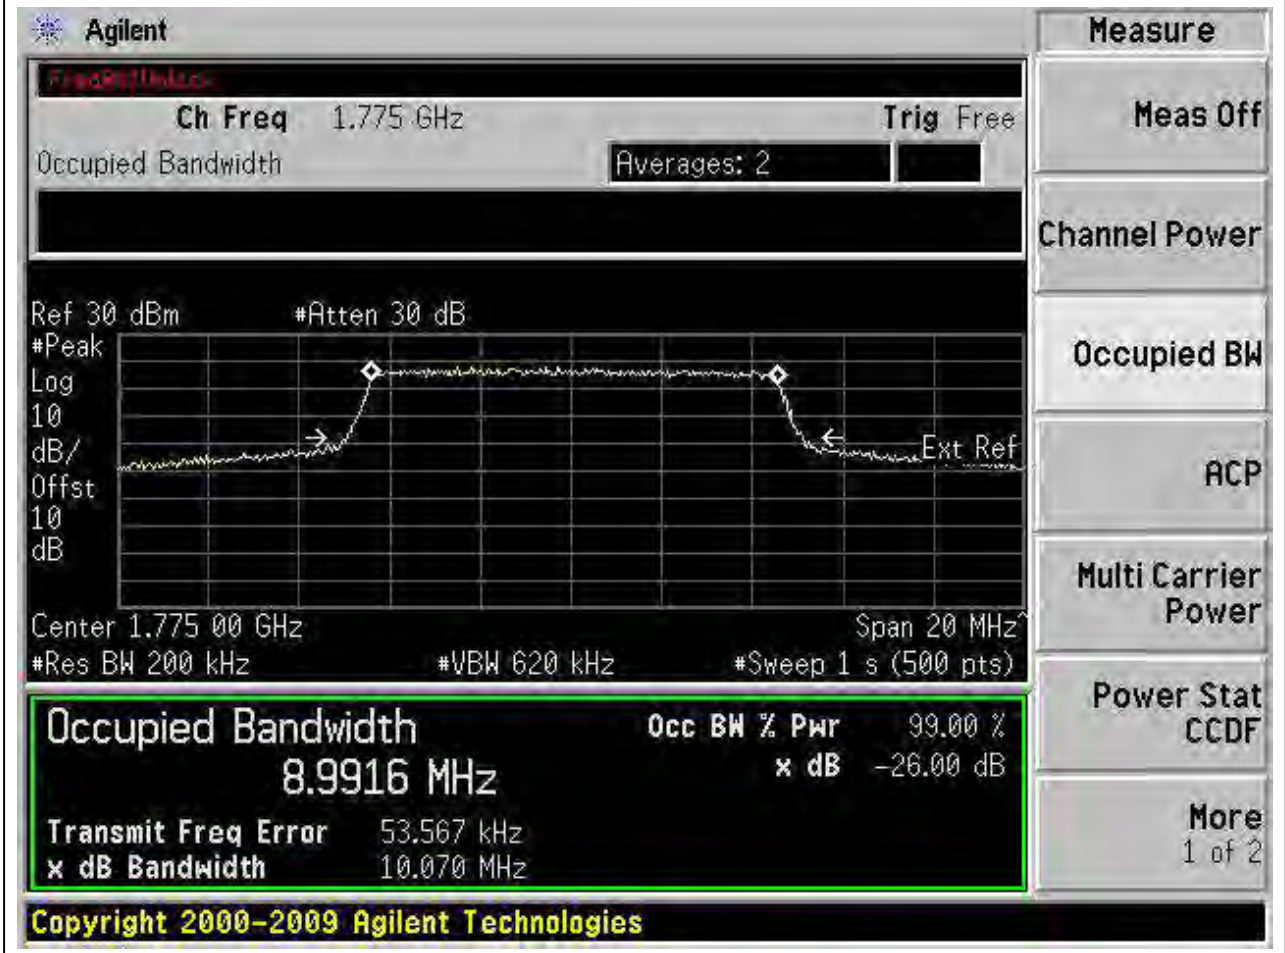 Agilent
Measure
Ch Freq 1.775 GHz Trig Free
Occupied Bandwidth Averages: 2
Ref 30 dBm #Atten 30 dB
#Peak
Log
10
dB/
Offst
10
dB
Ext Ref
Center 1.775 00 GHz Span 20 MHz
#Res BW 200 kHz #VBW 620 kHz #Sweep 1 s (500 pts)
Occupied Bandwidth Occ BW % Pwr 99.00 %
8.9916 MHz x dB -26.00 dB
Transmit Freq Error 53.567 kHz
x dB Bandwidth 10.070 MHz
Copyright 2000-2009 Agilent Technologies
Meas Off
Channel Power
Occupied BW
ACP
Multi Carrier
Power
Power Stat
CCDF
More
1 of 2